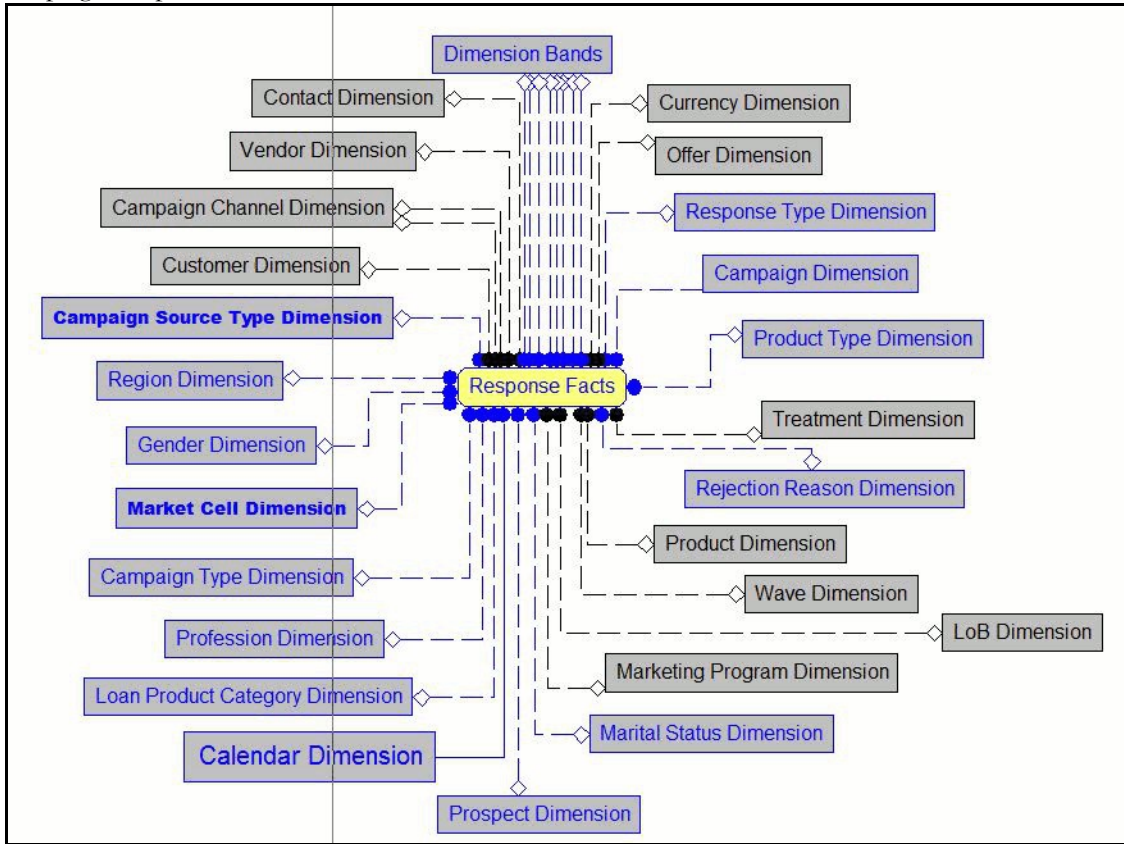 Dimension Bands
Contact Dimension
Currency Dimension
Vendor Dimension
Offer Dimension
Campaign Channel Dimension
Response Type Dimension
Customer Dimension
Campaign Dimension
Campaign Source Type Dimension
Product Type Dimension
Region Dimension
Response Facts
Treatment Dimension
Gender Dimension
Rejection Reason Dimension
Market Cell Dimension
Product Dimension
Campaign Type Dimension
Wave Dimension
Profession Dimension
LoB Dimension
Marketing Program Dimension
Loan Product Category Dimension
Marital Status Dimension
Calendar Dimension
Prospect Dimension